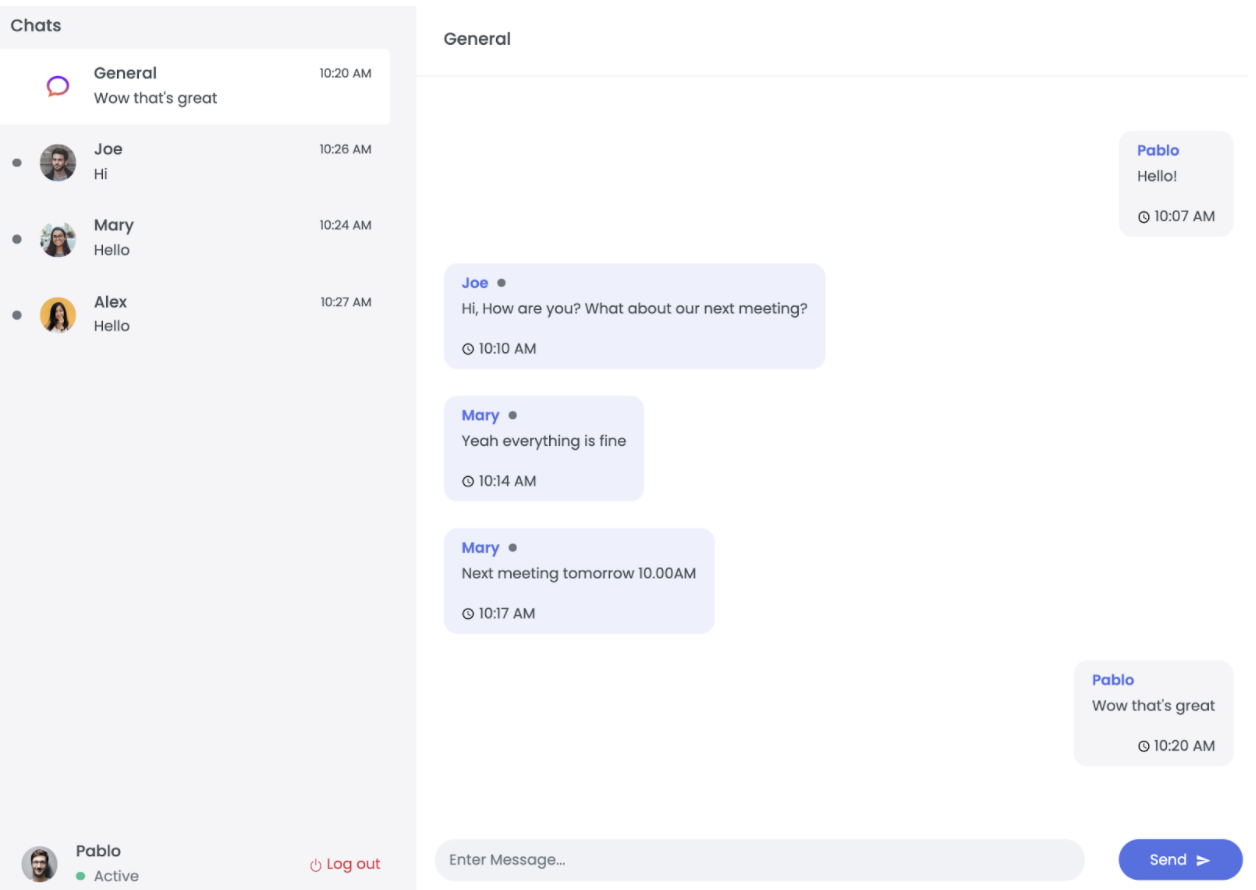 Chats
General 10:20 AM
Wow that's great
Joe 10:26 AM
Hi
Mary 10:24 AM
Hello
Alex 10:27 AM
Hello
Pablo
Active
Log out
General
Pablo
Hello!
10:07 AM
Joe
Hi, How are you? What about our next meeting?
10:10 AM
Mary
Yeah everything is fine
10:14 AM
Mary
Next meeting tomorrow 10.00AM
10:17 AM
Pablo
Wow that's great
10:20 AM
Enter Message...
Send